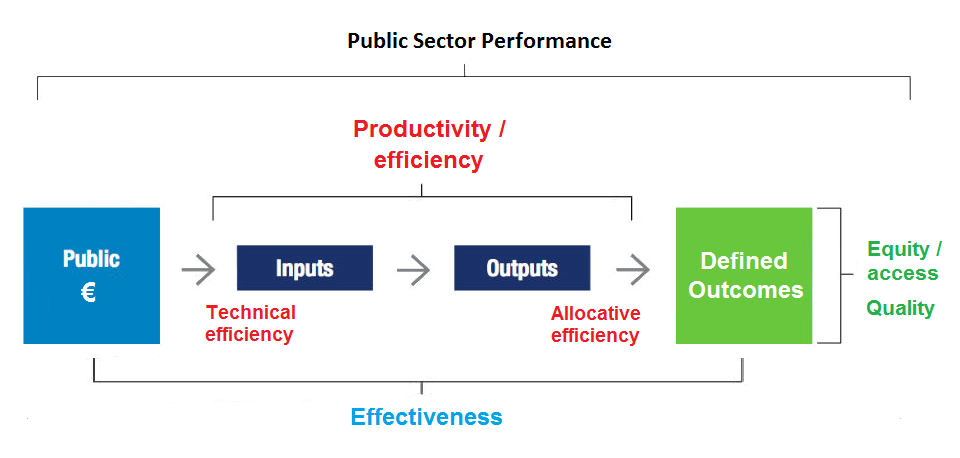 Public Sector Performance
Productivity /
efficiency
Public
€
Inputs
Outputs
Defined
Outcomes
Equity /
access
Quality
Technical
efficiency
Allocative
efficiency
Effectiveness